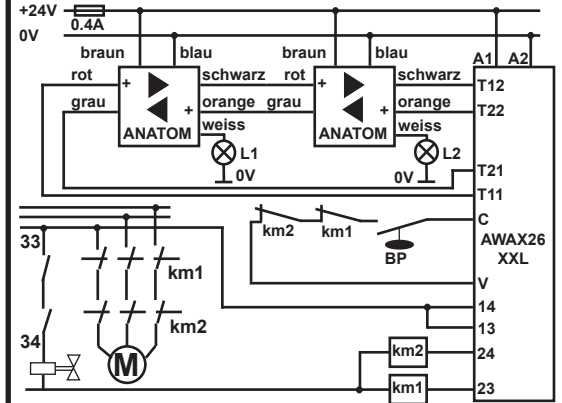 +24V
0.4A
0V
braun
blau
braun
blau
A1 A2
rot
schwarz
rot
schwarz
T12
grau
orange
grau
orange
T22
+
+
+
+
ANATOM
ANATOM
weiss
weiss
L1
L2
0V
0V
T21
T11
C
km2
km1
BP
AWAX26
XXL
V
33
34
km1
km2
M
14
13
km2
24
km1
23